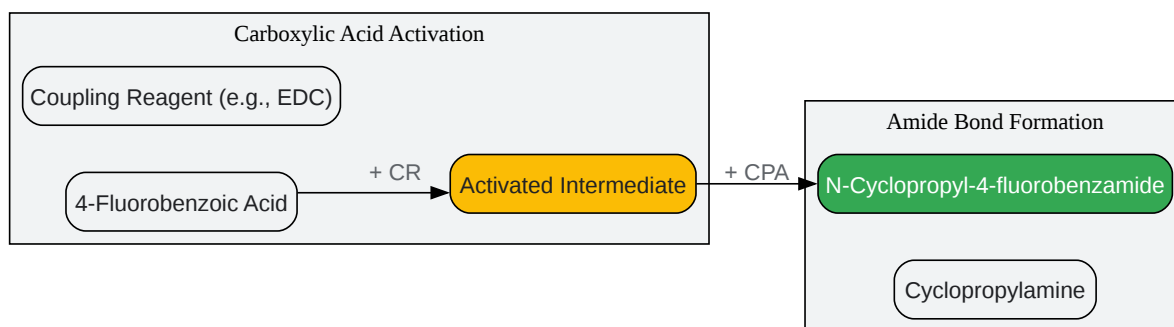 Carboxylic Acid Activation
Coupling Reagent (e.g., EDC)
4-Fluorobenzoic Acid
+ CR
Activated Intermediate
+ CPA
Amide Bond Formation
N-Cyclopropyl-4-fluorobenzamide
Cyclopropylamine